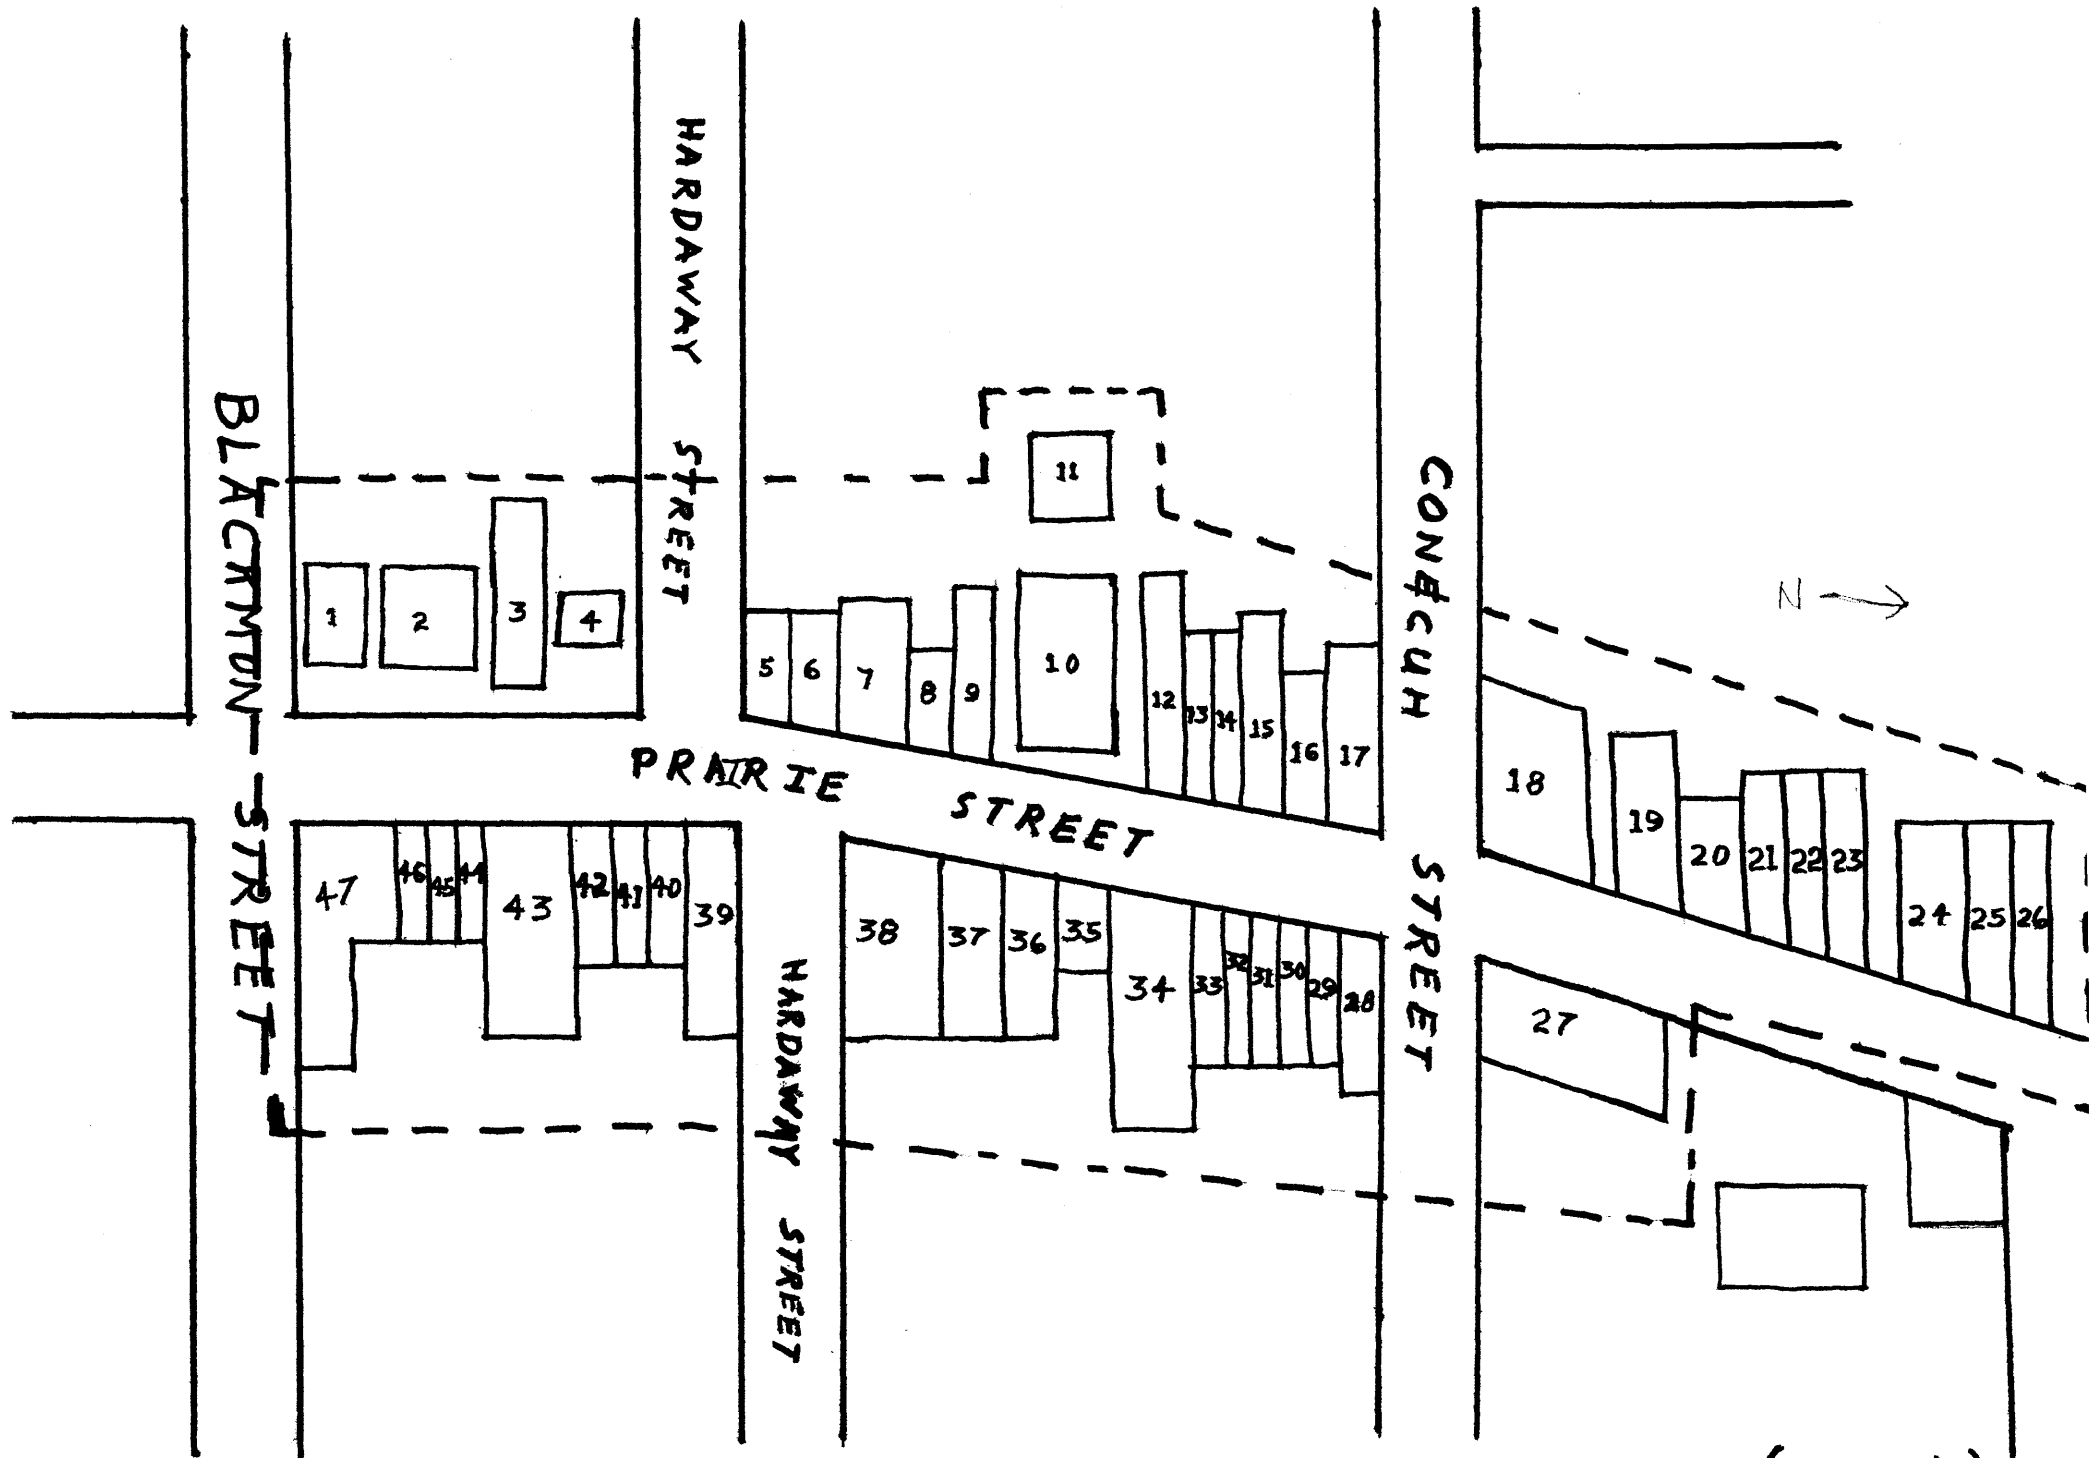 BLACKMON STREET
HARDAWAY STREET
CONECUH STREET
N
11
1 2 3 4
5 6 7 8 9 10 12 13 14 15 16 17
18 19 20 21 22 23 24 25 26
PRAIRIE STREET
47 46 45 44 43 42 41 40 39
38 37 36 35 34 33 32 31 30 29 28
27
HARDAWAY STREET